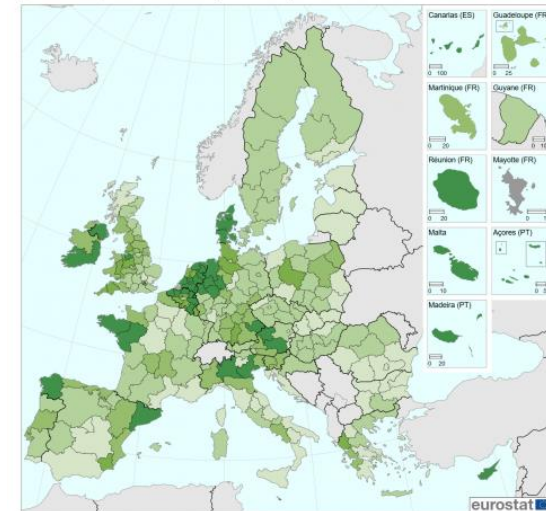 Canarias (ES)
0 100
Guadeloupe (FR)
0 25
Martinique (FR)
0 20
Guyane (FR)
Réunion (FR)
0 20
Mayotte (FR)
Malta
0 10
Açores (PT)
Madeira (PT)
0 20
eurostat